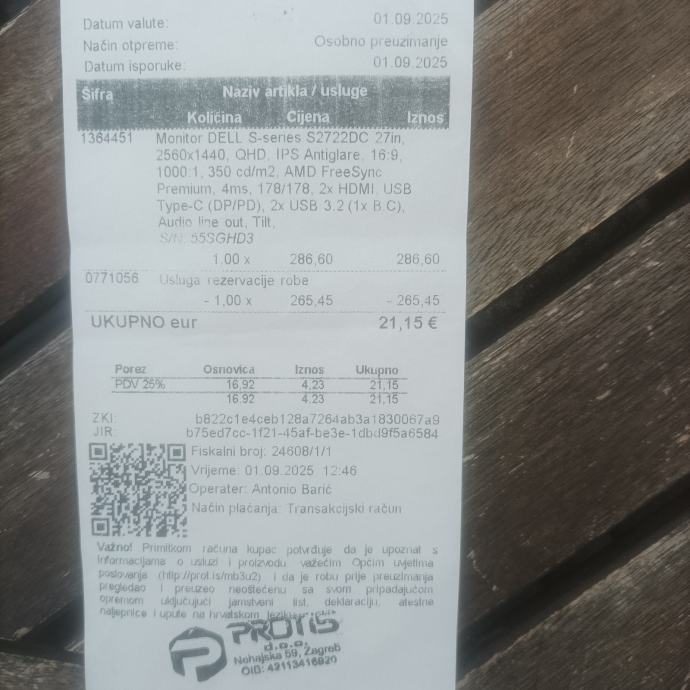 Datum valute: 01.09.2025
Način otpreme: Osobno preuzimanje
Datum isporuke: 01.09.2025
Šifra Naziv artikla / usluge
Količina Cijena Iznos
1364451 Monitor DELL S-series S2722DC 27in,
2560x1440, QHD, IPS Antiglare, 16:9,
1000:1, 350 cd/m2, AMD FreeSync
Premium, 4ms, 178/178, 2x HDMI, USB
Type-C (DP/PD), 2x USB 3.2 (1x B,C),
Audio line out, Tilt,
S/N: 55SGHD3
1,00 x 286,60 286,60
0771056 Usluga rezervacije robe
- 1,00 x 265,45 - 265,45
UKUPNO eur 21,15 €
Porez Osnovica Iznos Ukupno
PDV 25% 16,92 4,23 21,15
16,92 4,23 21,15
ZKI: b822c1e4ceb128a7264ab3a1830067a9
JIR: b75ed7cc-1f21-45af-be3e-1dbd9f5a6584
Fiskalni broj: 24608/1/1
Vrijeme: 01.09.2025 12:46
Operater: Antonio Barić
Način plaćanja: Transakcijski račun
Važno! Primitkom računa kupac potvrđuje da je upoznat s
informacijama o usluzi i proizvodu, važećim Općim uvjetima
poslovanja (http://prot.is/mb3u2) i da je robu prije preuzimanja
pregledao i preuzeo neoštećenu sa svom pripadajućom
opremom uključujući jamstveni list, deklaraciju, atestne
naljepnice i upute na hrvatskom
PROTIS
d.o.o.
Nehajska 59, Zagreb
OIB: 42113416920